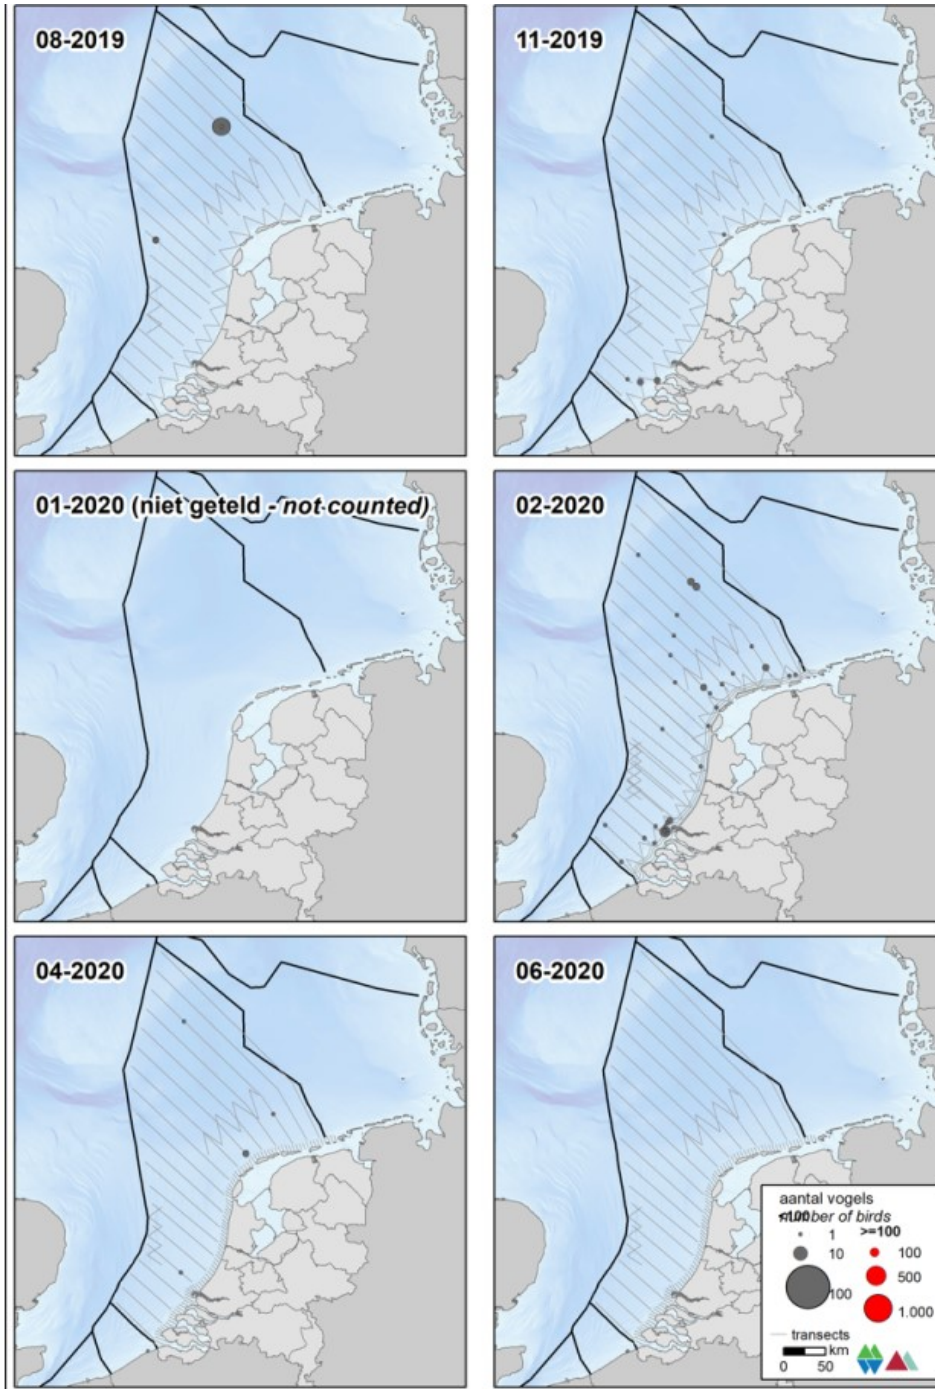 08-2019
11-2019
01-2020 (niet geteld - not counted)
02-2020
04-2020
06-2020
aantal vogels
number of birds
<100
>=100
1
100
10
500
100
1.000
transects
km
0 50